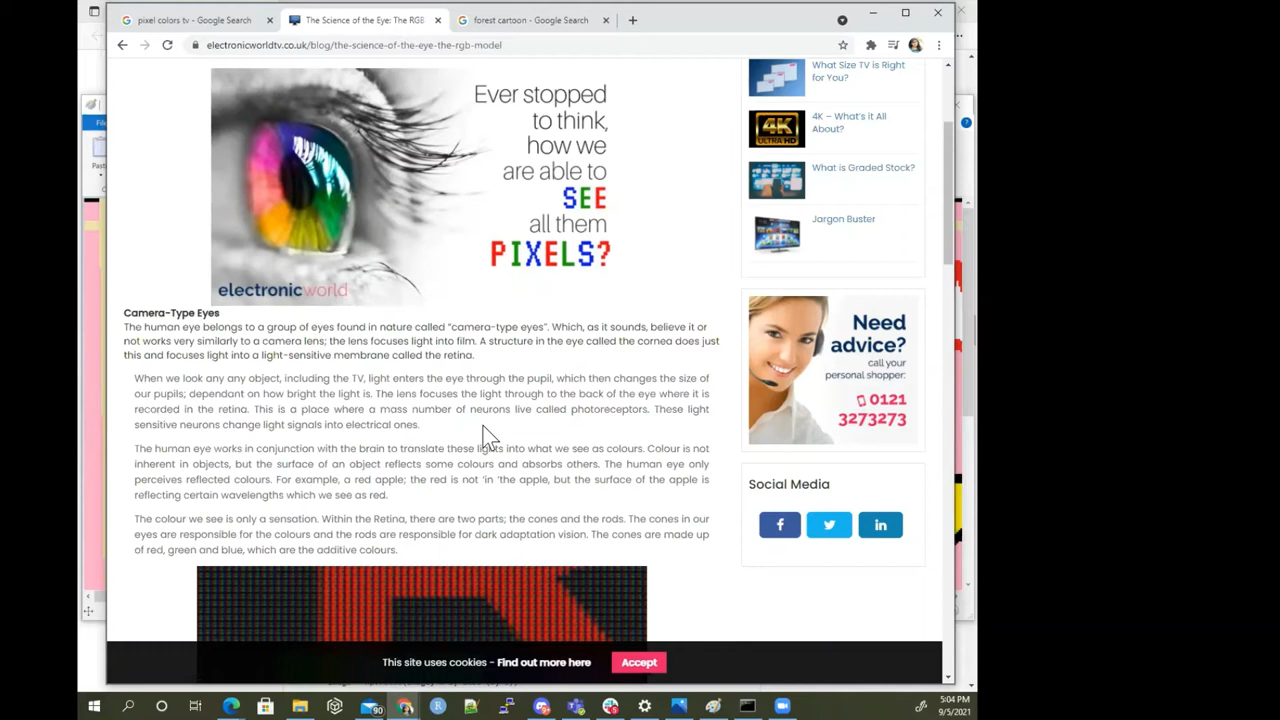 pixel colors tv - Google Search
The Science of the Eye: The RGB
forest cartoon - Google Search
electronicworldtv.co.uk/blog/the-science-of-the-eye-the-rgb-model
Fil
Past
Ever stopped
to think,
how we
are able to
SEE
all them
PIXELS?
electronicworld
Camera-Type Eyes
The human eye belongs to a group of eyes found in nature called "camera-type eyes". Which, as it sounds, believe it or
not works very similarly to a camera lens; the lens focuses light into film. A structure in the eye called the cornea does just
this and focuses light into a light-sensitive membrane called the retina.
When we look any any object, including the TV, light enters the eye through the pupil, which then changes the size of
our pupils; dependant on how bright the light is. The lens focuses the light through to the back of the eye where it is
recorded in the retina. This is a place where a mass number of neurons live called photoreceptors. These light
sensitive neurons change light signals into electrical ones.
The human eye works in conjunction with the brain to translate these lights into what we see as colours. Colour is not
inherent in objects, but the surface of an object reflects some colours and absorbs others. The human eye only
perceives reflected colours. For example, a red apple; the red is not 'in 'the apple, but the surface of the apple is
reflecting certain wavelengths which we see as red.
The colour we see is only a sensation. Within the Retina, there are two parts; the cones and the rods. The cones in our
eyes are responsible for the colours and the rods are responsible for dark adaptation vision. The cones are made up
of red, green and blue, which are the additive colours.
What Size TV is Right
for You?
4K
ULTRA HD
4K – What's it All
About?
What is Graded Stock?
Jargon Buster
Need
advice?
call your
personal shopper:
0121
3273273
Social Media
This site uses cookies - Find out more here
Accept
90
5:04 PM
9/5/2021